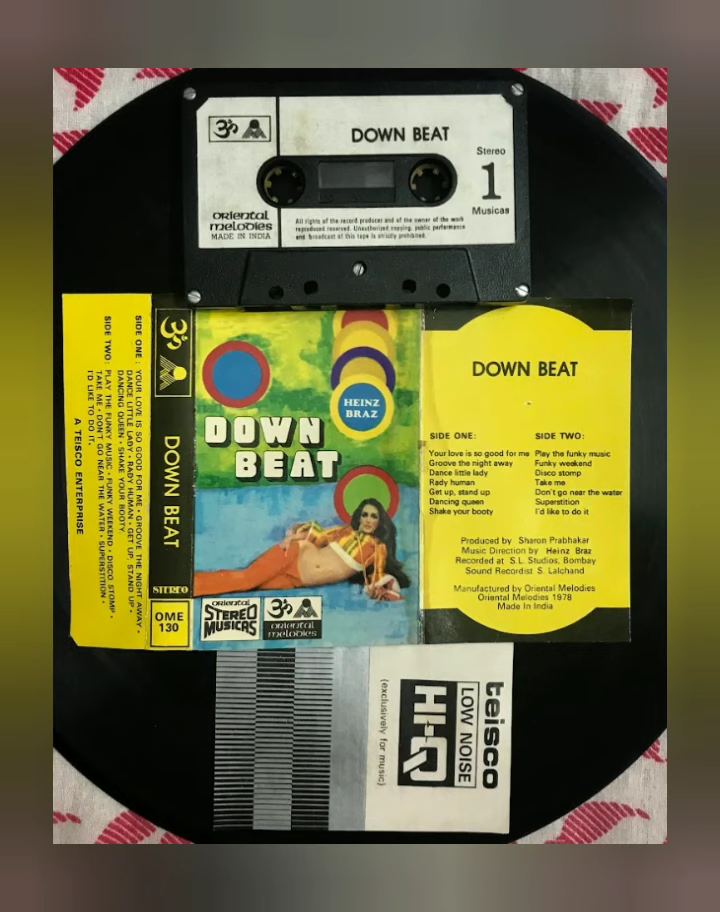 ॐ
DOWN BEAT
Stereo
1
Musicas
oriental
melodies
MADE IN INDIA
All rights of the record producer and of the owner of the work
reproduced reserved. Unauthorized copying, public performance
and broadcast of this tape is strictly prohibited.
SIDE ONE : YOUR LOVE IS SO GOOD FOR ME • GROOVE THE NIGHT AWAY •
DANCE LITTLE LADY • RADY HUMAN • GET UP, STAND UP •
DANCING QUEEN • SHAKE YOUR BOOTY
SIDE TWO : PLAY THE FUNKY MUSIC • FUNKY WEEKEND • DISCO STOMP •
TAKE ME • DON'T GO NEAR THE WATER • SUPERSTITION •
I'D LIKE TO DO IT.
A TEISCO ENTERPRISE
ॐ
DOWN BEAT
STEREO
OME
130
HEINZ
BRAZ
DOWN
BEAT
oriental
STEREO
MUSICAS
ॐ
oriental
melodies
DOWN BEAT
SIDE ONE:
Your love is so good for me
Groove the night away
Dance little lady
Rady human
Get up, stand up
Dancing queen
Shake your booty
SIDE TWO:
Play the funky music
Funky weekend
Disco stomp
Take me
Don't go near the water
Superstition
I'd like to do it
Produced by Sharon Prabhakar
Music Direction by Heinz Braz
Recorded at S.L. Studios, Bombay
Sound Recordist S. Lalchand
Manufactured by Oriental Melodies
Oriental Melodies 1978
Made In India
teisco
LOW NOISE
HI-Q
(exclusively for music)